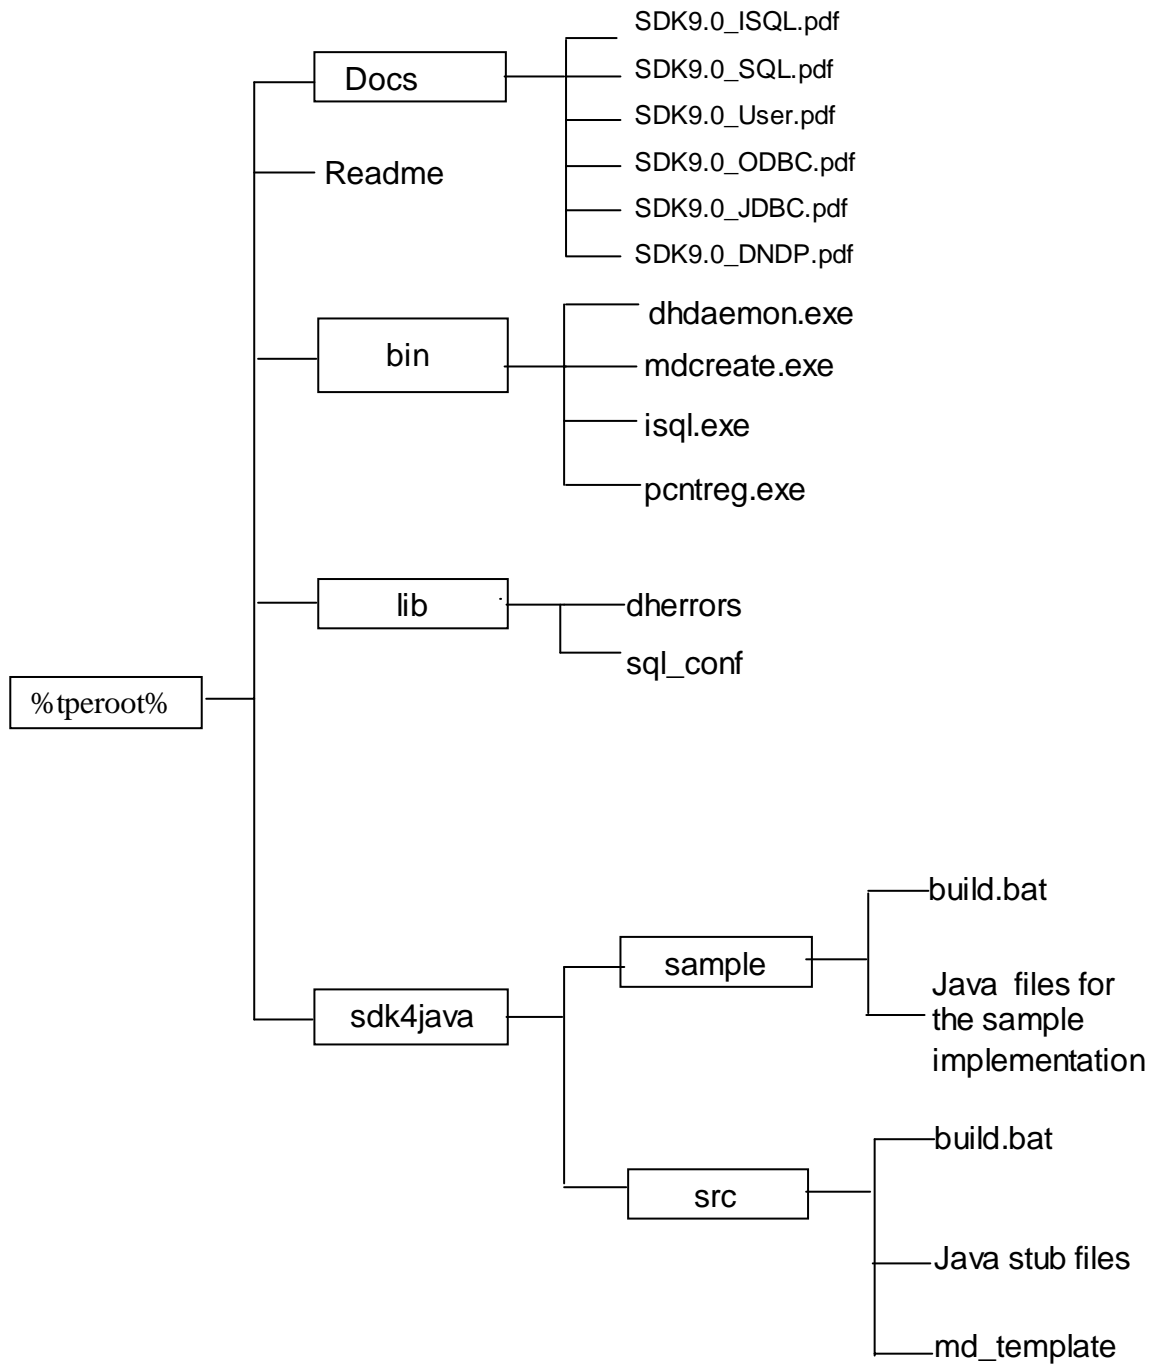 SDK9.0_ISQL.pdf
Docs
SDK9.0_SQL.pdf
SDK9.0_User.pdf
Readme
SDK9.0_ODBC.pdf
SDK9.0_JDBC.pdf
SDK9.0_DNDP.pdf
dhdaemon.exe
bin
mdcreate.exe
isql.exe
pcntreg.exe
lib
dherrors
sql_conf
%tperoot%
build.bat
sample
Java files for
the sample
implementation
sdk4java
build.bat
src
Java stub files
md_template